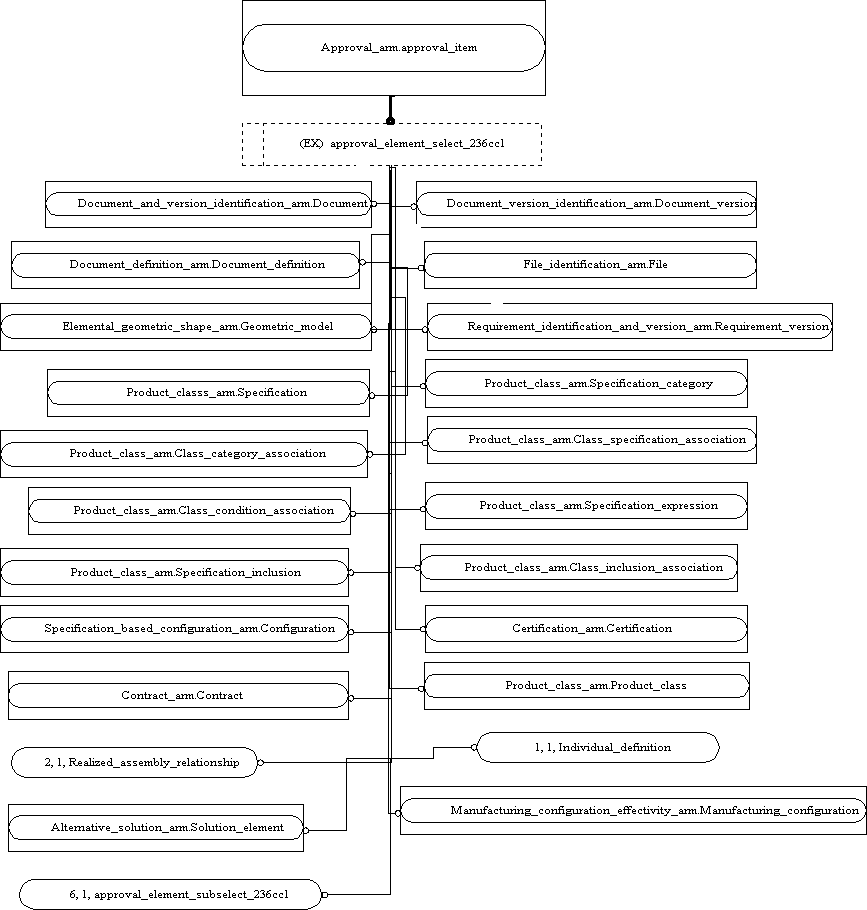 Approval_arm.approval_item
(EX) approval_element_select_236cc1
Document_and_version_identification_arm.Document
Document_version_identification_arm.Document_version
Document_definition_arm.Document_definition
File_identification_arm.File
Elemental_geometric_shape_arm.Geometric_model
Requirement_identification_and_version_arm.Requirement_version
Product_classs_arm.Specification
Product_class_arm.Specification_category
Product_class_arm.Class_category_association
Product_class_arm.Class_specification_association
Product_class_arm.Class_condition_association
Product_class_arm.Specification_expression
Product_class_arm.Specification_inclusion
Product_class_arm.Class_inclusion_association
Specification_based_configuration_arm.Configuration
Certification_arm.Certification
Contract_arm.Contract
Product_class_arm.Product_class
2, 1, Realized_assembly_relationship
1, 1, Individual_definition
Alternative_solution_arm.Solution_element
Manufacturing_configuration_effectivity_arm.Manufacturing_configuration
6, 1, approval_element_subselect_236cc1